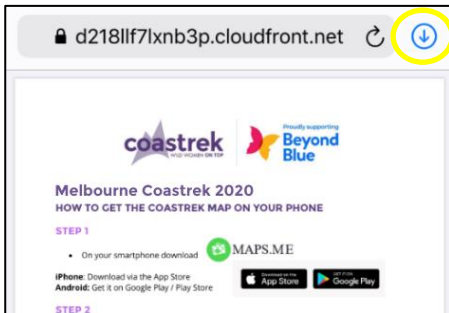 d218llf7lxnb3p.cloudfront.net
coastrek
WILD WOMEN ON TOP
Proudly supporting
Beyond
Blue
Melbourne Coastrek 2020
HOW TO GET THE COASTREK MAP ON YOUR PHONE
STEP 1
• On your smartphone download MAPS.ME
iPhone: Download via the App Store
Android: Get it on Google Play / Play Store
Download on the
App Store
GET IT ON
Google Play
STEP 2